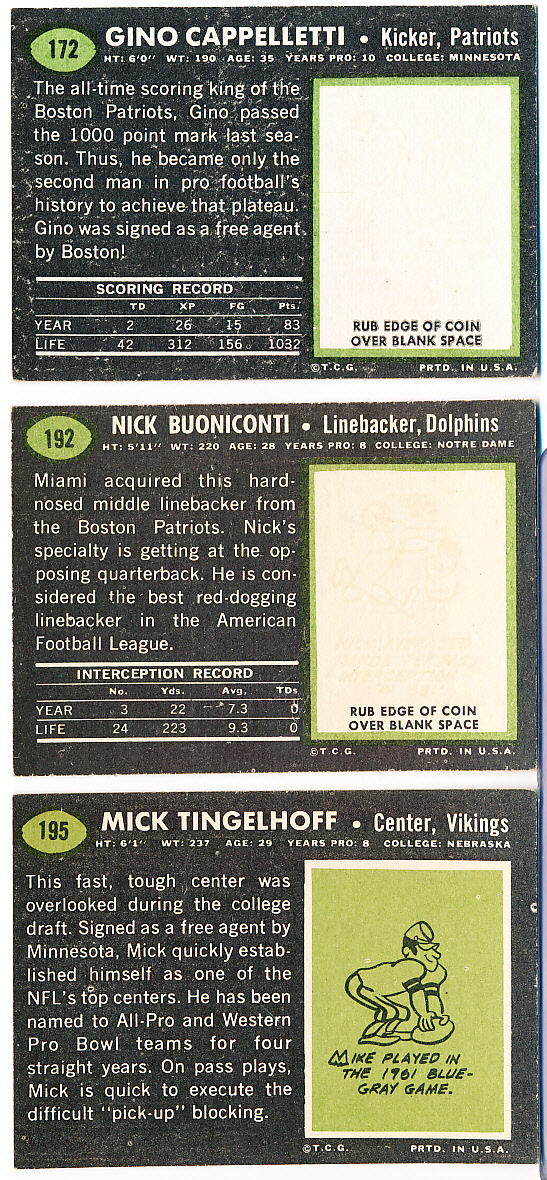 172
GINO CAPPELLETTI • Kicker, Patriots
HT: 6'0" WT: 190 AGE: 35 YEARS PRO: 10 COLLEGE: MINNESOTA
The all-time scoring king of the
Boston Patriots, Gino passed
the 1000 point mark last sea-
son. Thus, he became only the
second man in pro football's
history to achieve that plateau.
Gino was signed as a free agent
by Boston!
SCORING RECORD
TD XP FG Pts.
YEAR 2 26 15 83
LIFE 42 312 156 1032
RUB EDGE OF COIN
OVER BLANK SPACE
©T.C.G. PRTD. IN U.S.A.
192
NICK BUONICONTI • Linebacker, Dolphins
HT: 5'11" WT: 220 AGE: 28 YEARS PRO: 8 COLLEGE: NOTRE DAME
Miami acquired this hard-
nosed middle linebacker from
the Boston Patriots. Nick's
specialty is getting at the op-
posing quarterback. He is con-
sidered the best red-dogging
linebacker in the American
Football League.
INTERCEPTION RECORD
No. Yds. Avg. TDs
YEAR 3 22 7.3 0
LIFE 24 223 9.3 0
RUB EDGE OF COIN
OVER BLANK SPACE
©T.C.G. PRTD. IN U.S.A.
195
MICK TINGELHOFF • Center, Vikings
HT: 6'1" WT: 237 AGE: 29 YEARS PRO: 8 COLLEGE: NEBRASKA
This fast, tough center was
overlooked during the college
draft. Signed as a free agent by
Minnesota, Mick quickly estab-
lished himself as one of the
NFL's top centers. He has been
named to All-Pro and Western
Pro Bowl teams for four
straight years. On pass plays,
Mick is quick to execute the
difficult "pick-up" blocking.
MIKE PLAYED IN
THE 1961 BLUE-
GRAY GAME.
©T.C.G. PRTD. IN U.S.A.